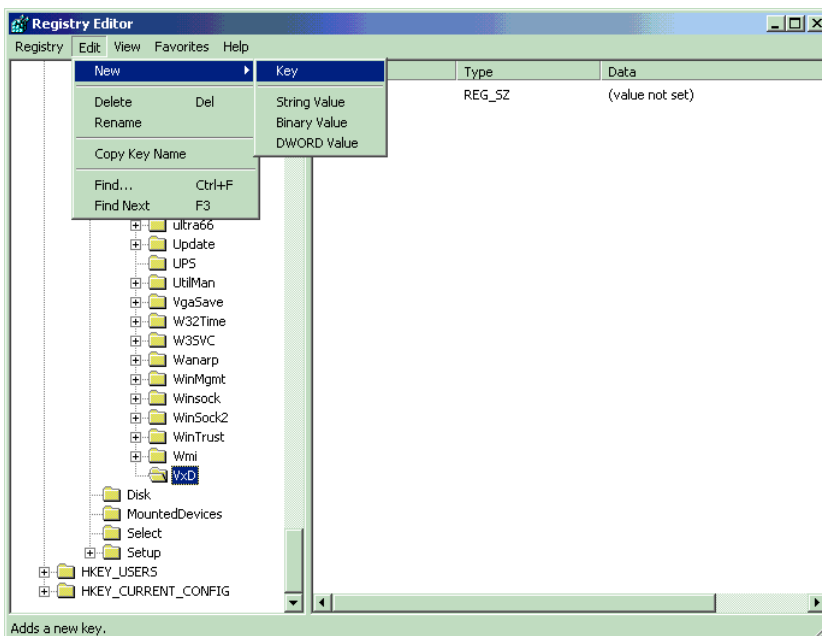 Registry Editor
Registry Edit View Favorites Help
New
Delete Del
Rename
Copy Key Name
Find... Ctrl+F
Find Next F3
Key
String Value
Binary Value
DWORD Value
Type Data
REG_SZ (value not set)
ultra66
Update
UPS
UtilMan
VgaSave
W32Time
W3SVC
Wanarp
WinMgmt
Winsock
WinSock2
WinTrust
Wmi
VxD
Disk
MountedDevices
Select
Setup
HKEY_USERS
HKEY_CURRENT_CONFIG
Adds a new key.